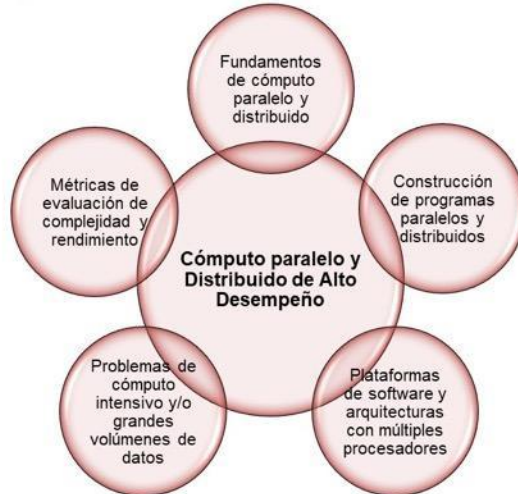 Fundamentos
de cómputo
paralelo y
distribuido
Métricas de
evaluación de
complejidad y
rendimiento
Construcción
de programas
paralelos y
distribuidos
Cómputo paralelo y
Distribuido de Alto
Desempeño
Problemas de
cómputo
intensivo y/o
grandes
volúmenes de
datos
Plataformas
de software y
arquitecturas
con múltiples
procesadores